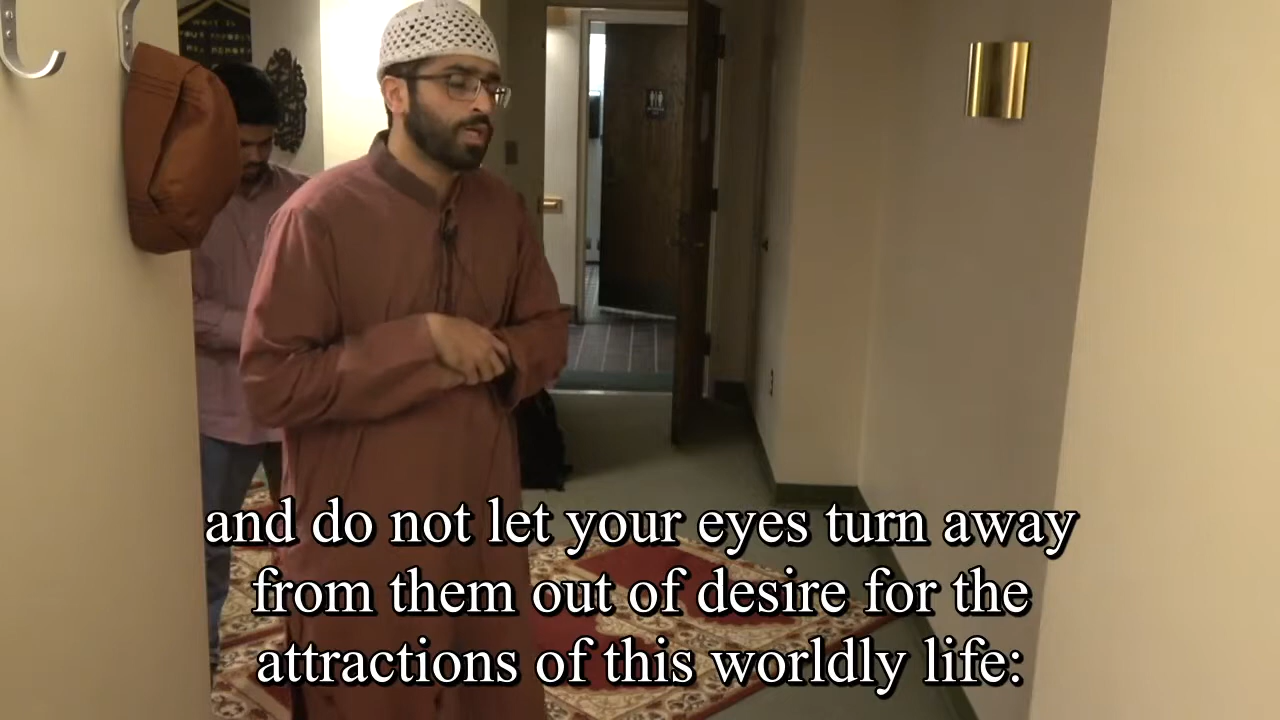 and do not let your eyes turn away
from them out of desire for the
attractions of this worldly life: